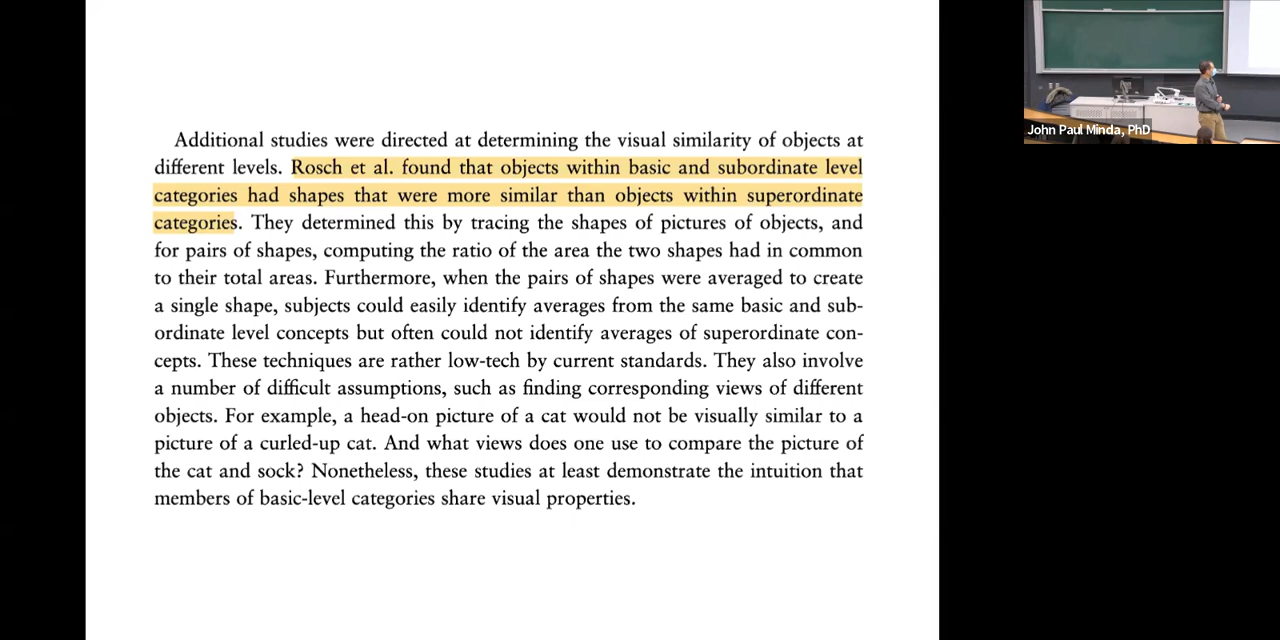 Additional studies were directed at determining the visual similarity of objects at
different levels. Rosch et al. found that objects within basic and subordinate level
categories had shapes that were more similar than objects within superordinate
categories. They determined this by tracing the shapes of pictures of objects, and
for pairs of shapes, computing the ratio of the area the two shapes had in common
to their total areas. Furthermore, when the pairs of shapes were averaged to create
a single shape, subjects could easily identify averages from the same basic and sub-
ordinate level concepts but often could not identify averages of superordinate con-
cepts. These techniques are rather low-tech by current standards. They also involve
a number of difficult assumptions, such as finding corresponding views of different
objects. For example, a head-on picture of a cat would not be visually similar to a
picture of a curled-up cat. And what views does one use to compare the picture of
the cat and sock? Nonetheless, these studies at least demonstrate the intuition that
members of basic-level categories share visual properties.
John Paul Minda, PhD